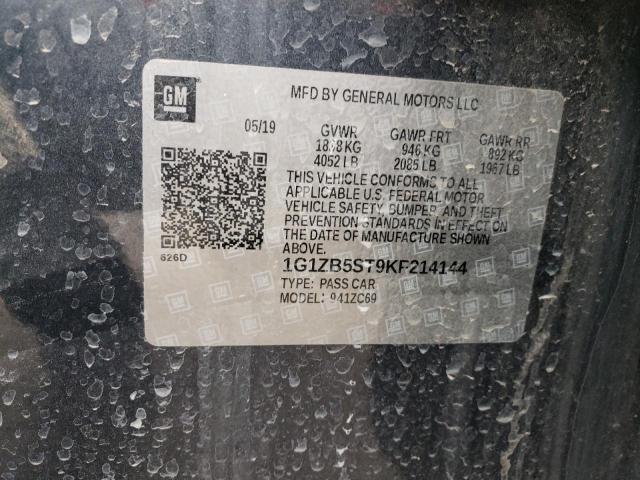 GM
MFD BY GENERAL MOTORS LLC
05/19 GVWR GAWR FRT GAWR RR
1838 KG 946 KG 892 KG
4052 LB 2085 LB 1967 LB
THIS VEHICLE CONFORMS TO ALL
APPLICABLE U.S. FEDERAL MOTOR
VEHICLE SAFETY, BUMPER, AND THEFT
PREVENTION STANDARDS IN EFFECT ON
THE DATE OF MANUFACTURE SHOWN
ABOVE.
626D
1G1ZB5ST9KF214144
TYPE: PASS CAR
MODEL: 941ZC69